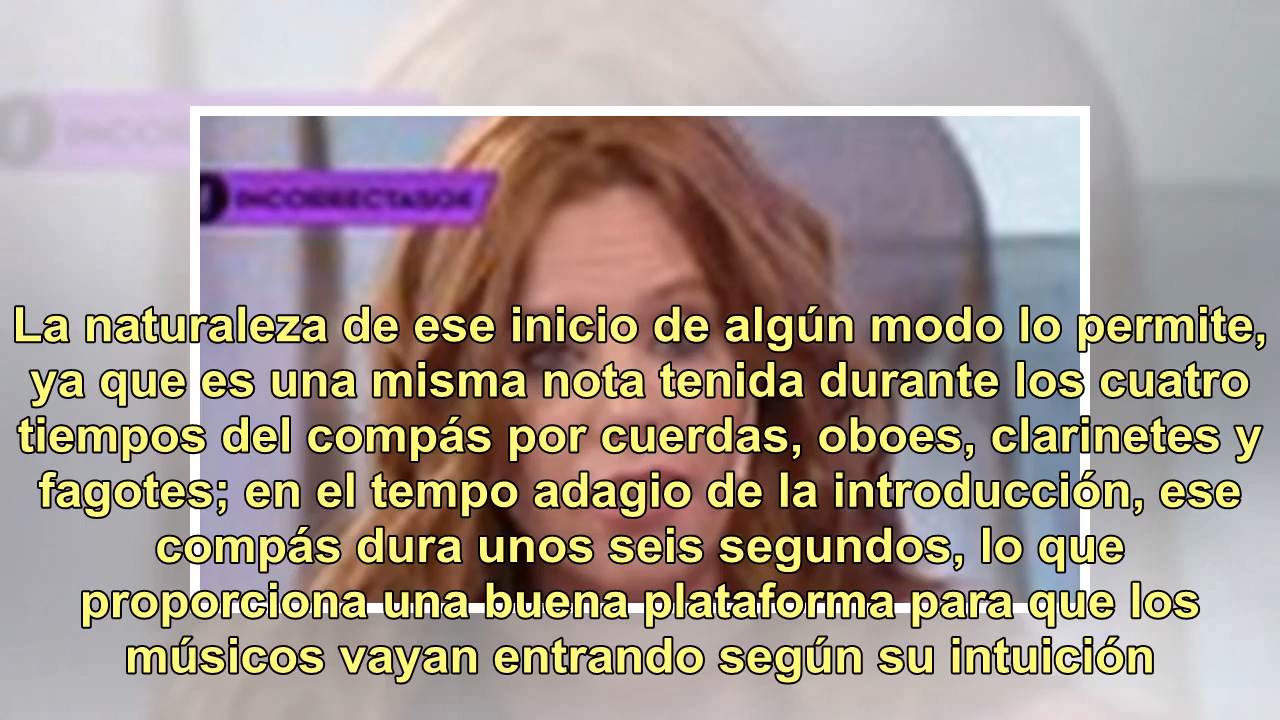 INCORRECTASOK
La naturaleza de ese inicio de algún modo lo permite,
ya que es una misma nota tenida durante los cuatro
tiempos del compás por cuerdas, oboes, clarinetes y
fagotes; en el tempo adagio de la introducción, ese
compás dura unos seis segundos, lo que
proporciona una buena plataforma para que los
músicos vayan entrando según su intuición